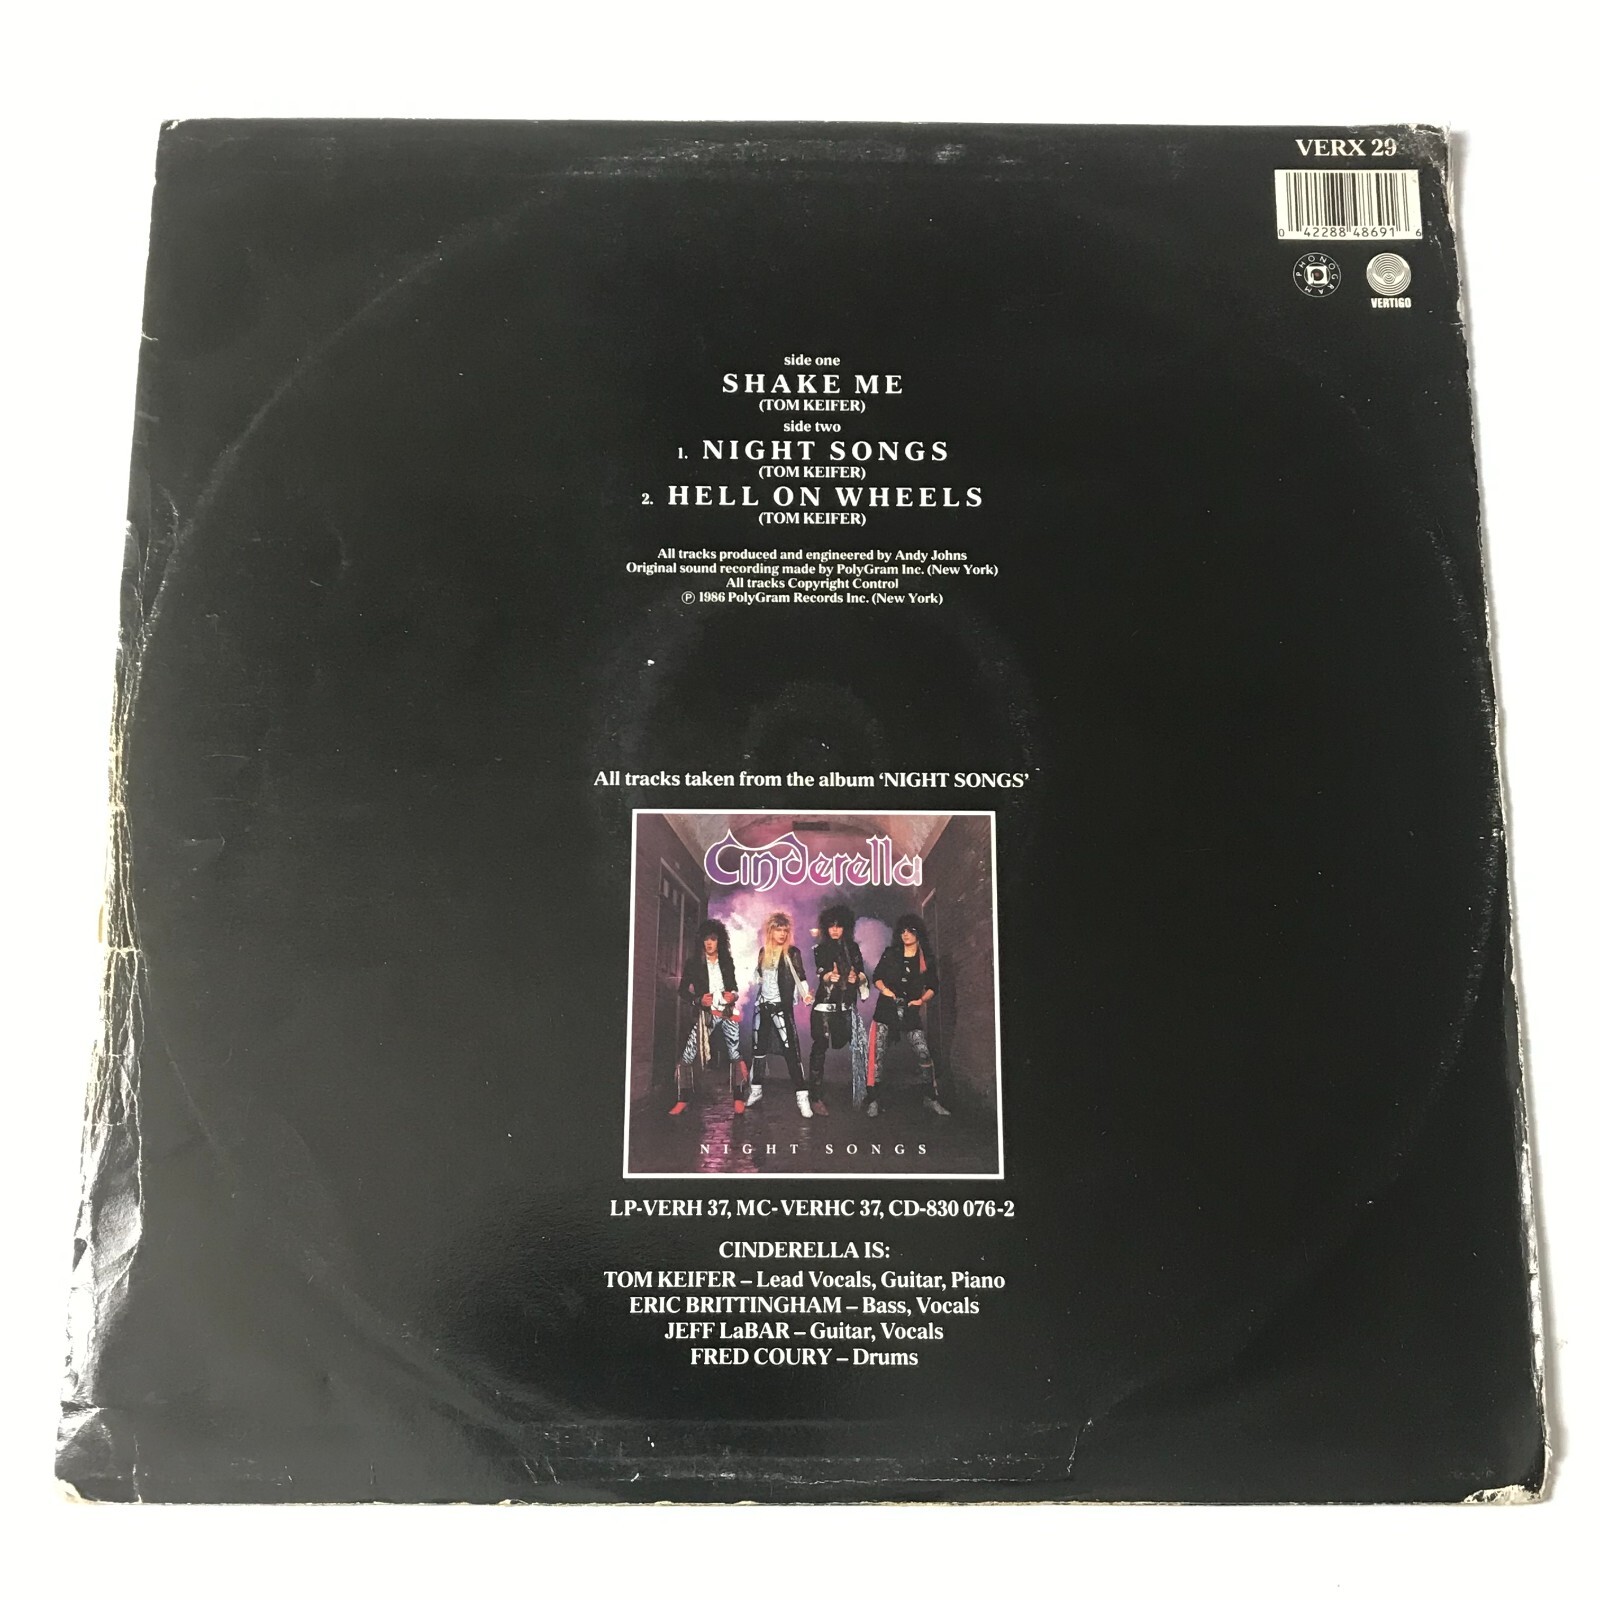 VERX 29
0 42288 48691 6
PHONOGRAM
VERTIGO
side one
SHAKE ME
(TOM KEIFER)
side two
1. NIGHT SONGS
(TOM KEIFER)
2. HELL ON WHEELS
(TOM KEIFER)
All tracks produced and engineered by Andy Johns
Original sound recording made by PolyGram Inc. (New York)
All tracks Copyright Control
℗ 1986 PolyGram Records Inc. (New York)
All tracks taken from the album ‘NIGHT SONGS’
Cinderella
NIGHT SONGS
LP-VERH 37, MC-VERHC 37, CD-830 076-2
CINDERELLA IS:
TOM KEIFER – Lead Vocals, Guitar, Piano
ERIC BRITTINGHAM – Bass, Vocals
JEFF LaBAR – Guitar, Vocals
FRED COURY – Drums